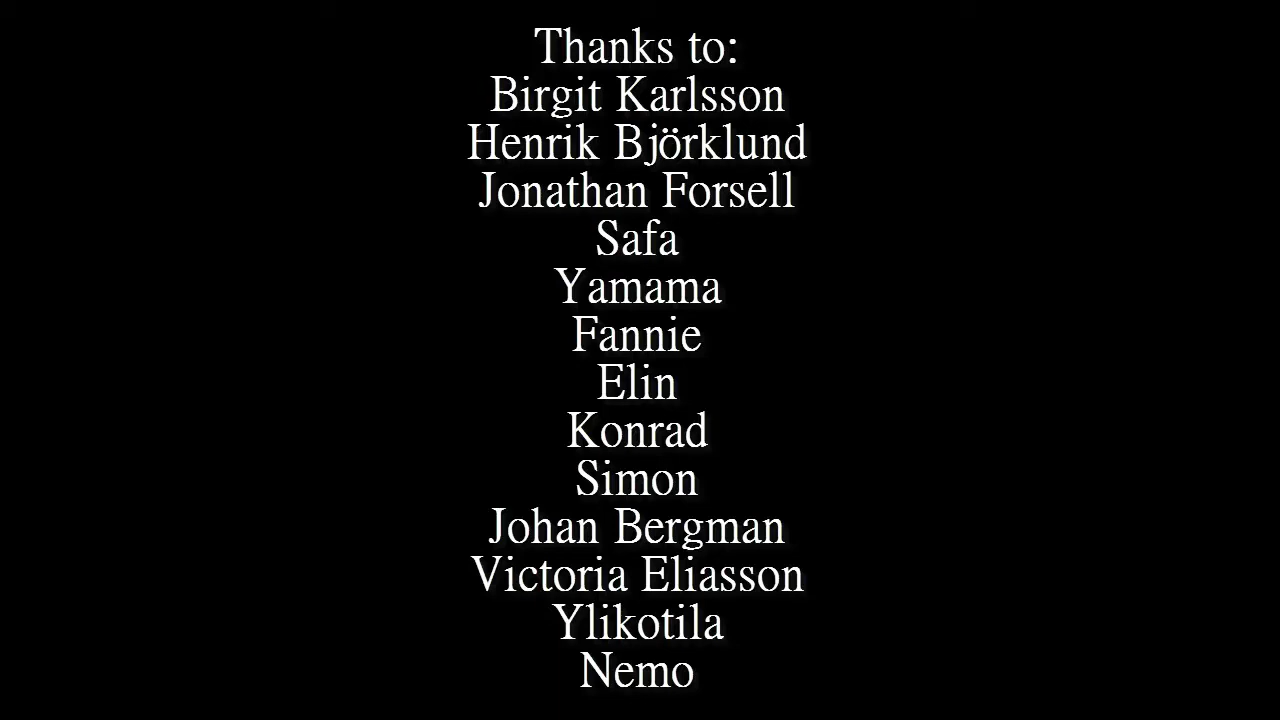 Thanks to:
Birgit Karlsson
Henrik Björklund
Jonathan Forsell
Safa
Yamama
Fannie
Elin
Konrad
Simon
Johan Bergman
Victoria Eliasson
Ylikotila
Nemo